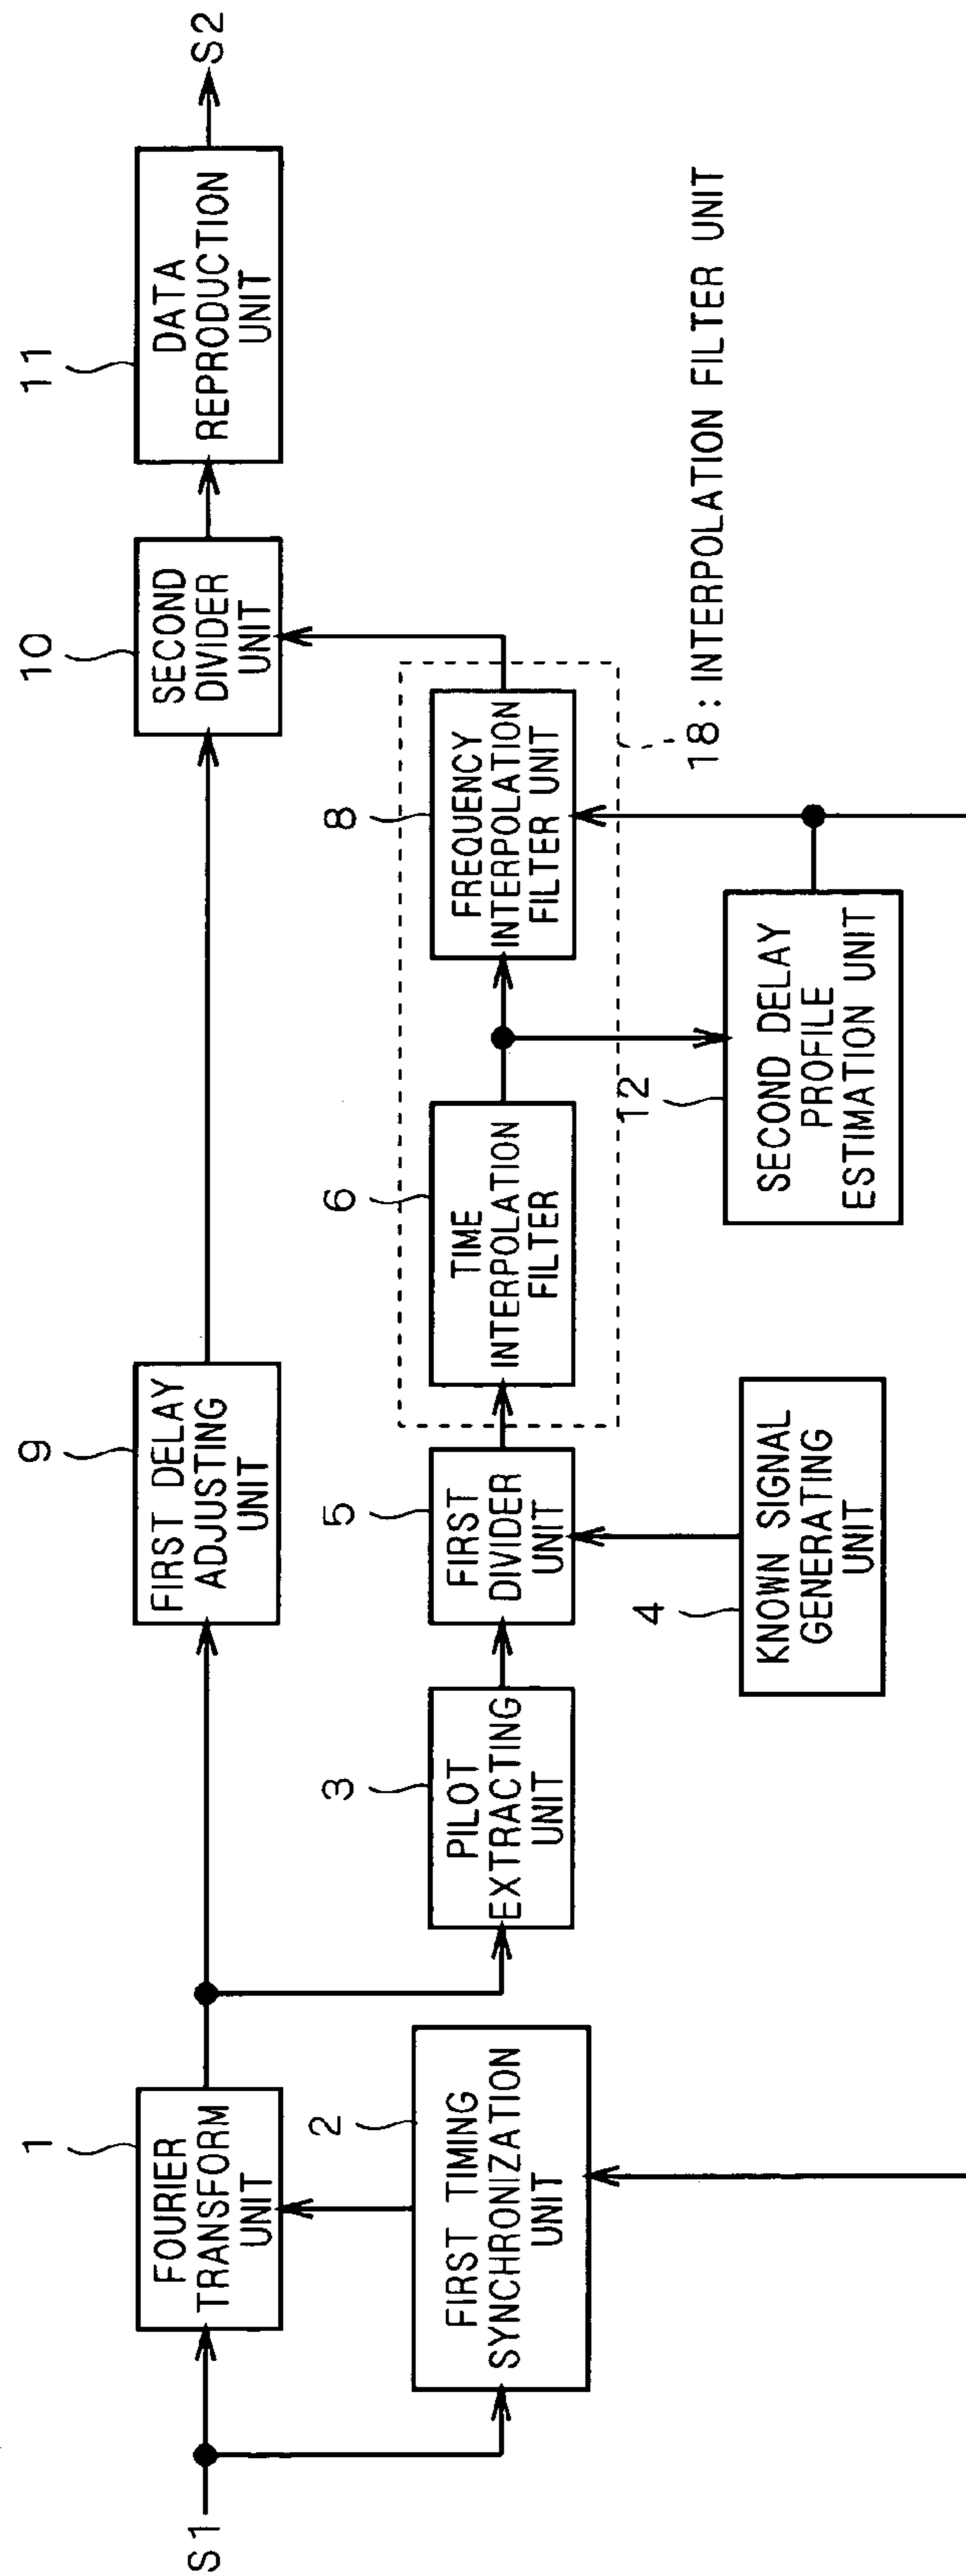 S1
1
FOURIER
TRANSFORM
UNIT
2
FIRST TIMING
SYNCHRONIZATION
UNIT
9
FIRST DELAY
ADJUSTING
UNIT
3
PILOT
EXTRACTING
UNIT
5
FIRST
DIVIDER
UNIT
4
KNOWN SIGNAL
GENERATING
UNIT
6
TIME
INTERPOLATION
FILTER
8
FREQUENCY
INTERPOLATION
FILTER UNIT
18: INTERPOLATION FILTER UNIT
12
SECOND DELAY
PROFILE
ESTIMATION UNIT
10
SECOND
DIVIDER
UNIT
11
DATA
REPRODUCTION
UNIT
S2